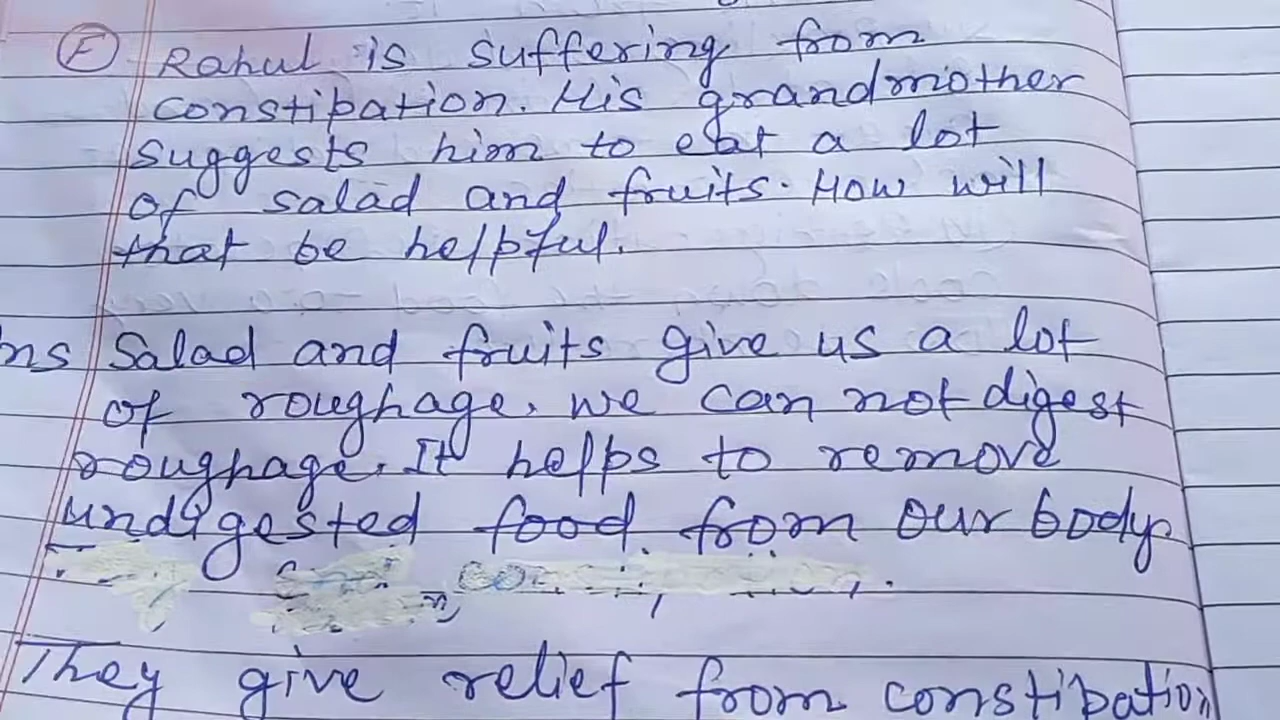 F Rahul is suffering from
constipation. His grandmother
suggests him to eat a lot
of salad and fruits. How will
that be helpful.
ns Salad and fruits give us a lot
of roughage. we can not digest
roughage. It helps to remove
undigested food from our body
They give relief from constipation